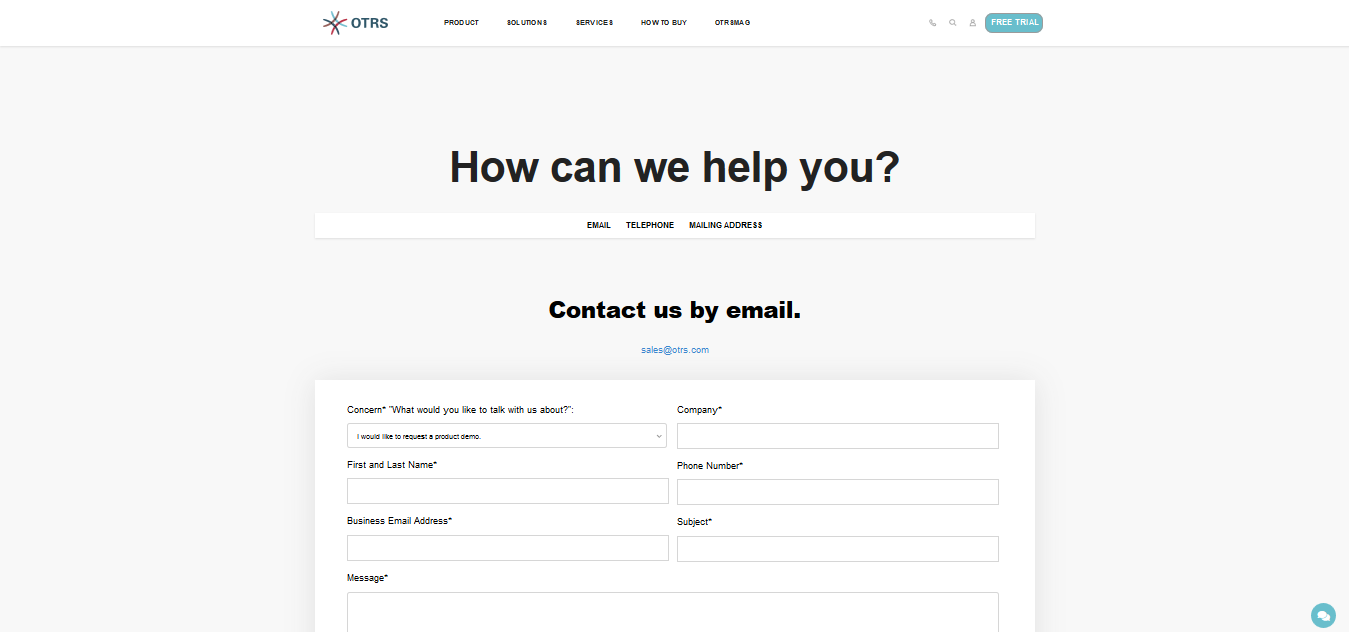 OTRS PRODUCT SOLUTIONS SERVICES HOW TO BUY OTRSMAG FREE TRIAL
How can we help you?
EMAIL TELEPHONE MAILING ADDRESS
Contact us by email.
sales@otrs.com
Concern* "What would you like to talk with us about?": Company*
I would like to request a product demo.
First and Last Name* Phone Number*
Business Email Address* Subject*
Message*